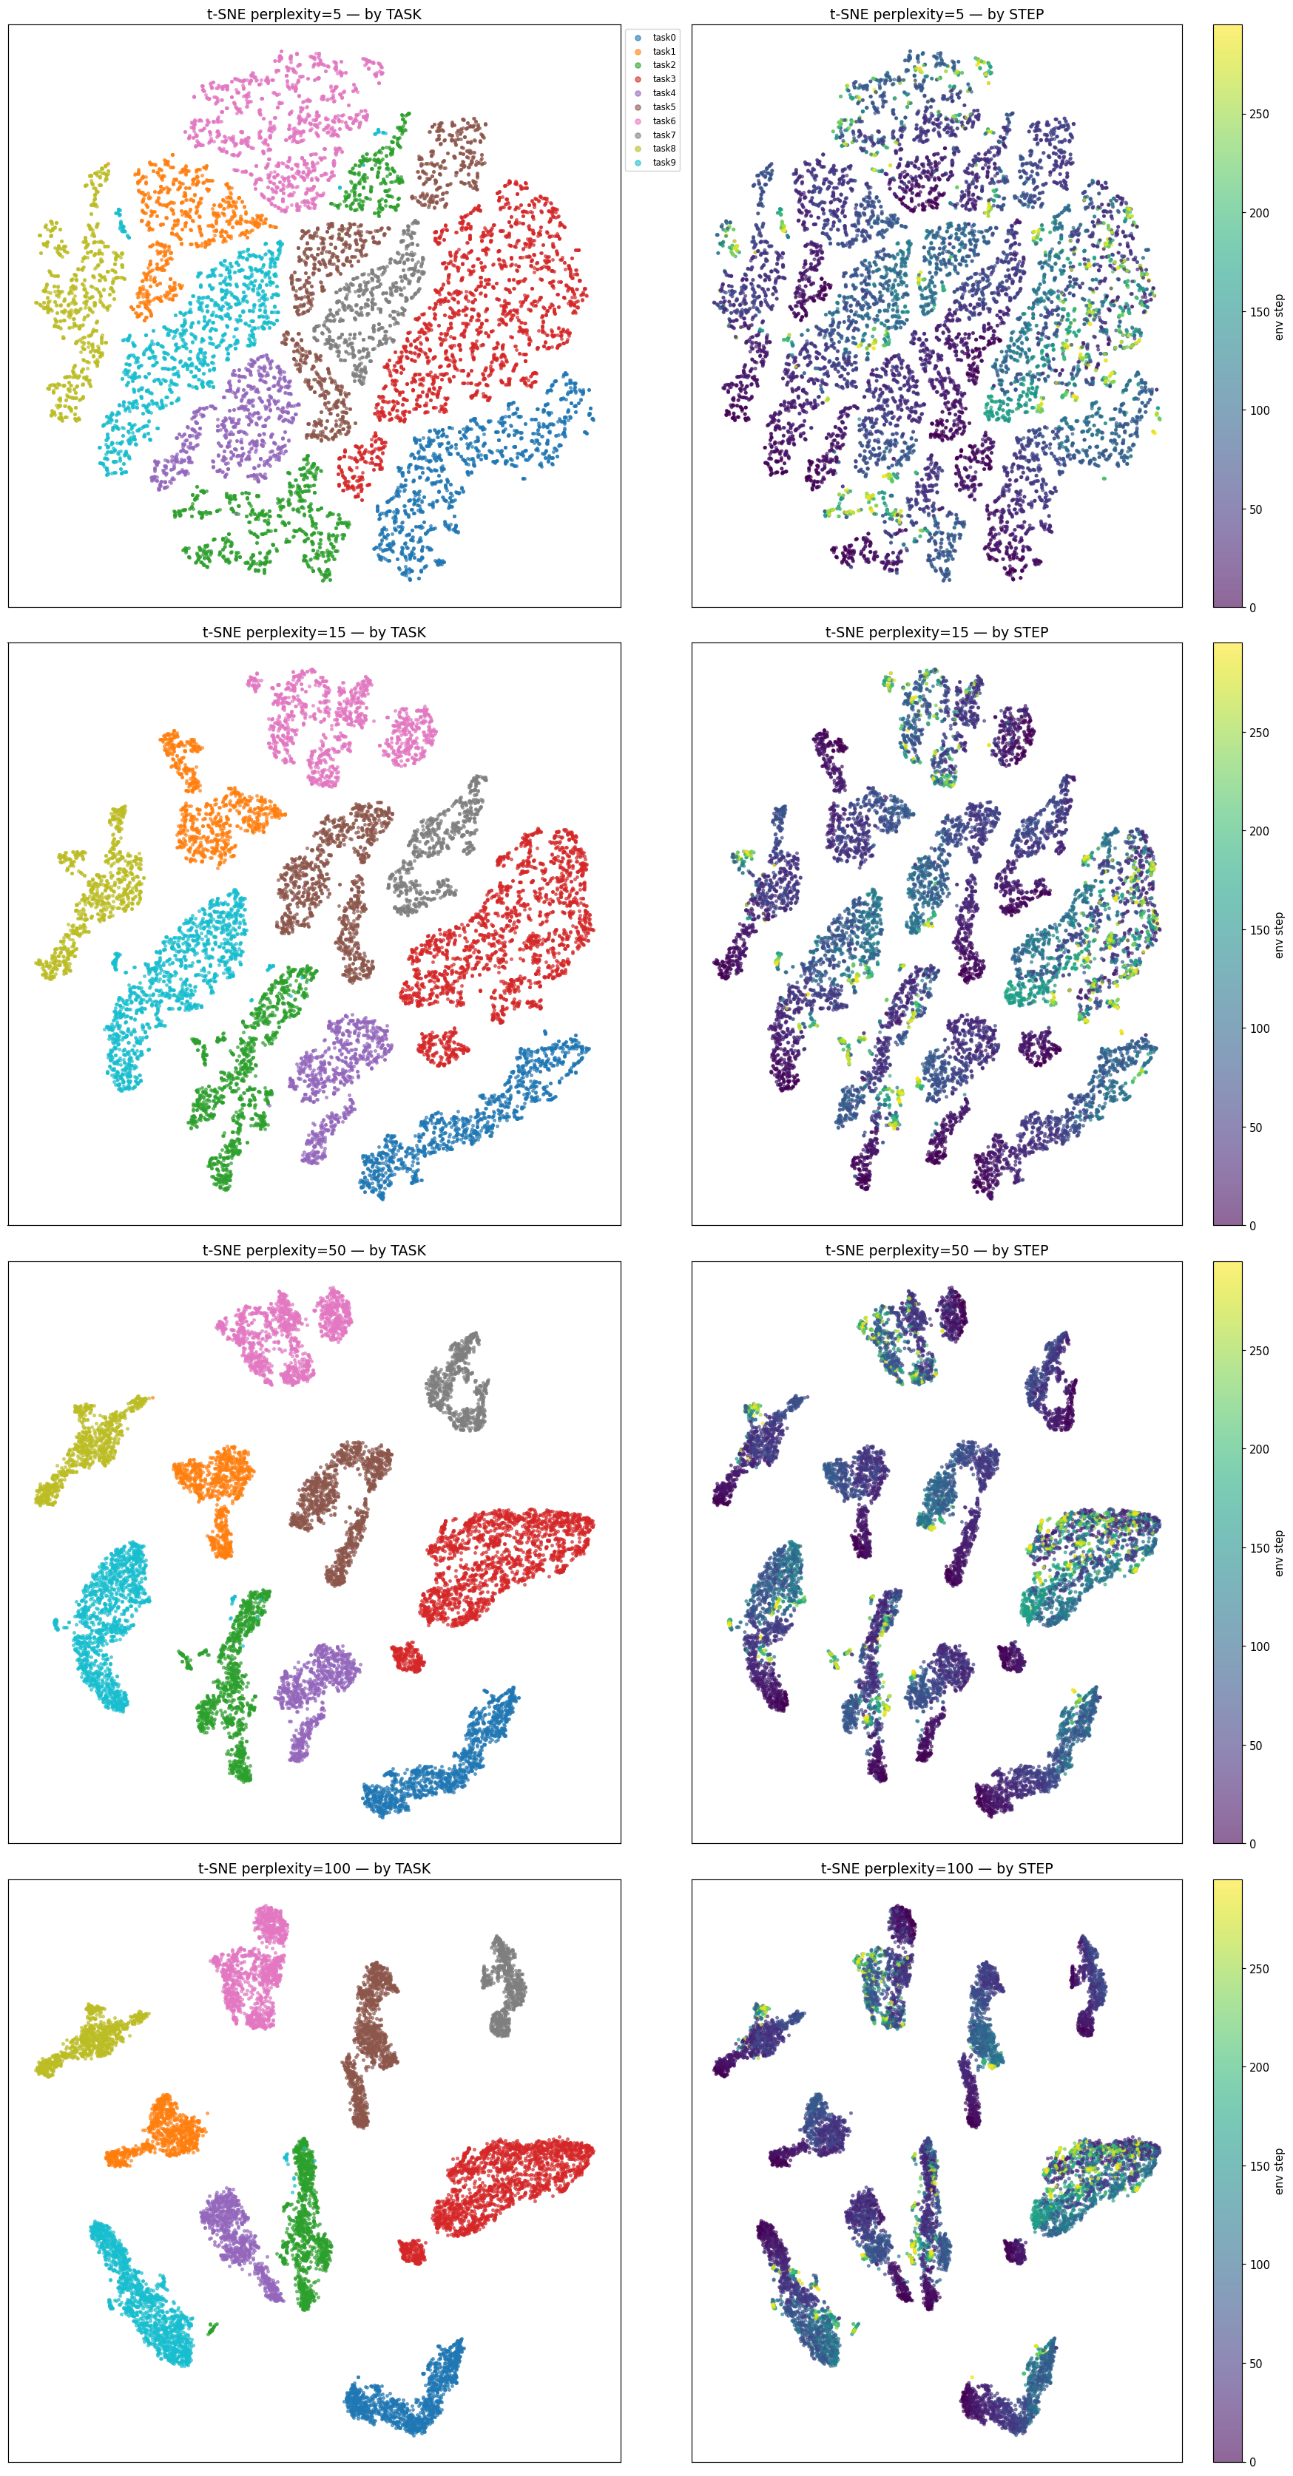 t-SNE perplexity=5 — by TASK
task0
task1
task2
task3
task4
task5
task6
task7
task8
task9
t-SNE perplexity=5 — by STEP
250
200
150
100
50
0
env step
t-SNE perplexity=15 — by TASK
t-SNE perplexity=15 — by STEP
250
200
150
100
50
0
env step
t-SNE perplexity=50 — by TASK
t-SNE perplexity=50 — by STEP
250
200
150
100
50
0
env step
t-SNE perplexity=100 — by TASK
t-SNE perplexity=100 — by STEP
250
200
150
100
50
0
env step